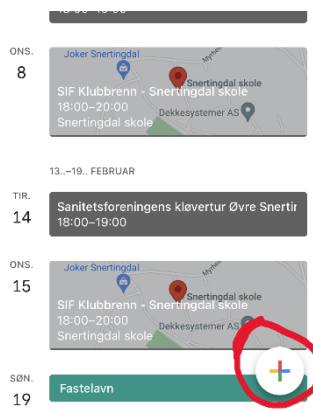 ONS.
8
Joker Snertingdal
Snertingdal skole
SIF Klubbrenn - Snertingdal skole
18:00–20:00
Dekkesystemer AS
Snertingdal skole
13.–19.. FEBRUAR
TIR.
14
Sanitetsforeningens kløvertur Øvre Snertir
18:00–19:00
ONS.
15
Joker Snertingdal
Snertingdal skole
SIF Klubbrenn - Snertingdal skole
18:00–20:00
Dekkesystemer AS
Snertingdal skole
SØN.
19
Fastelavn